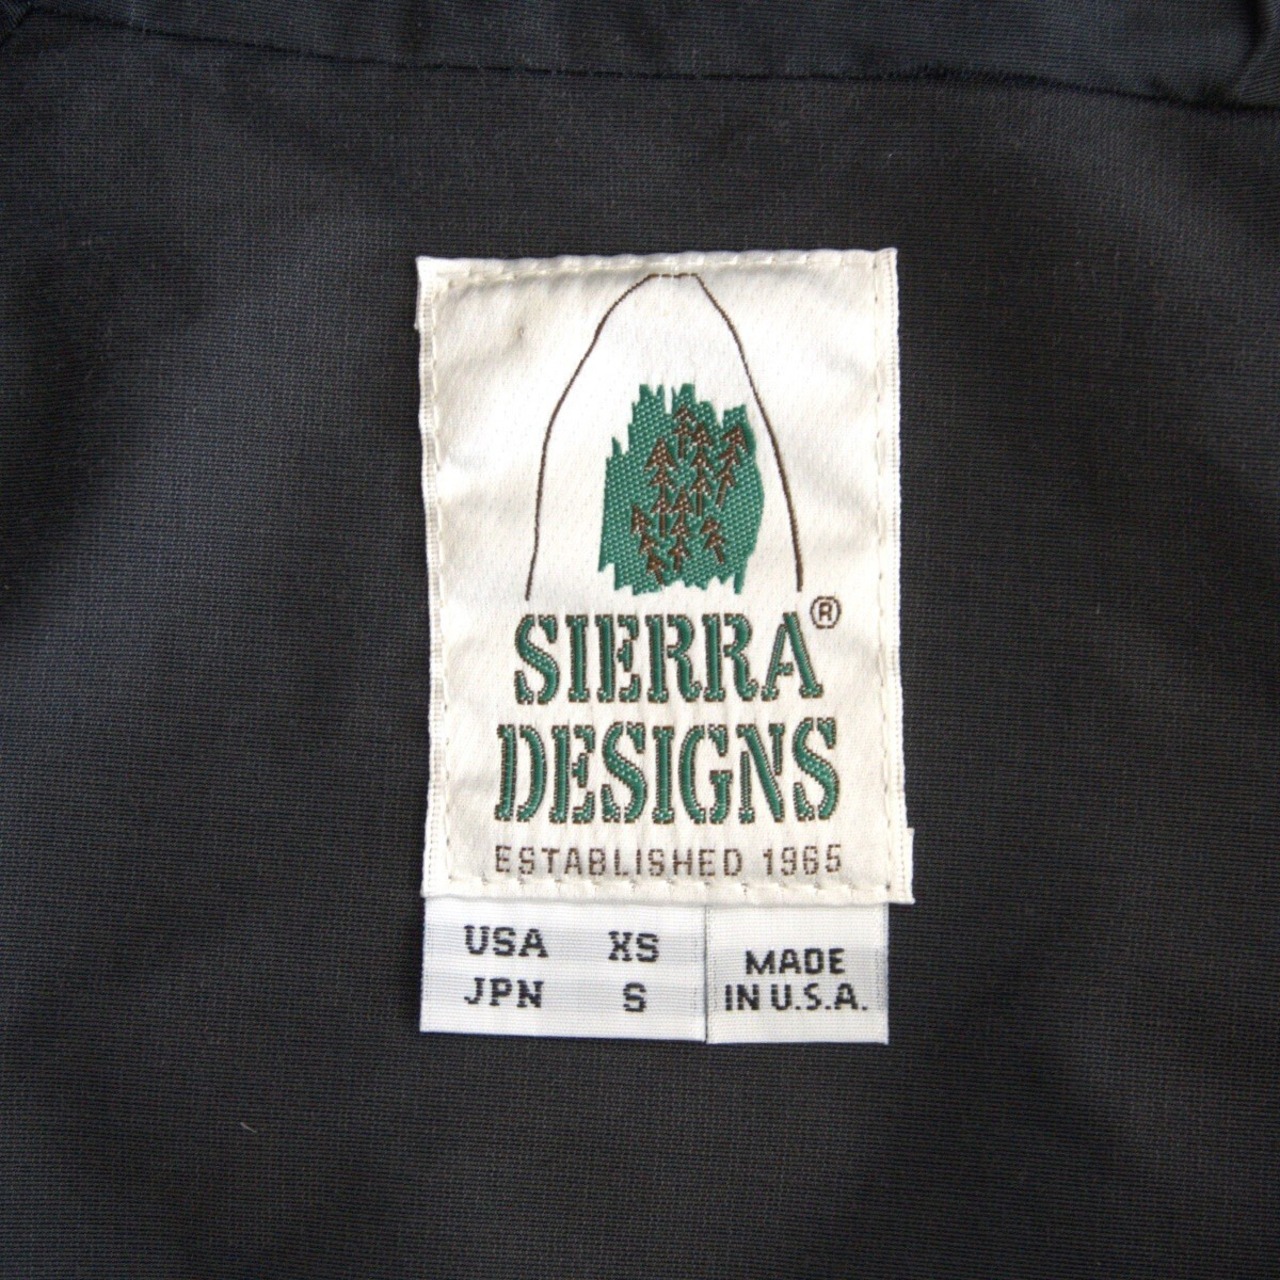 SIERRA®
DESIGNS
ESTABLISHED 1965
USA XS
JPN S
MADE
IN U.S.A.